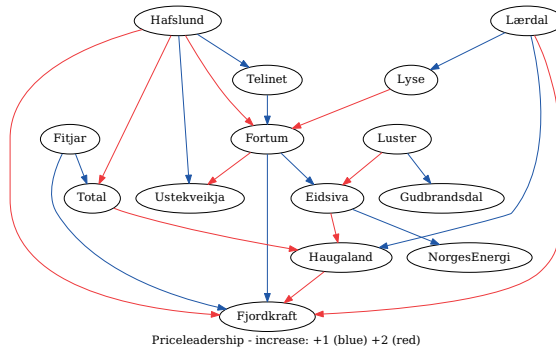 Hafslund
Lærdal
Telinet
Lyse
Fitjar
Fortum
Luster
Total
Ustekveikja
Eidsiva
Gudbrandsdal
Haugaland
NorgesEnergi
Fjordkraft
Priceleadership - increase: +1 (blue) +2 (red)